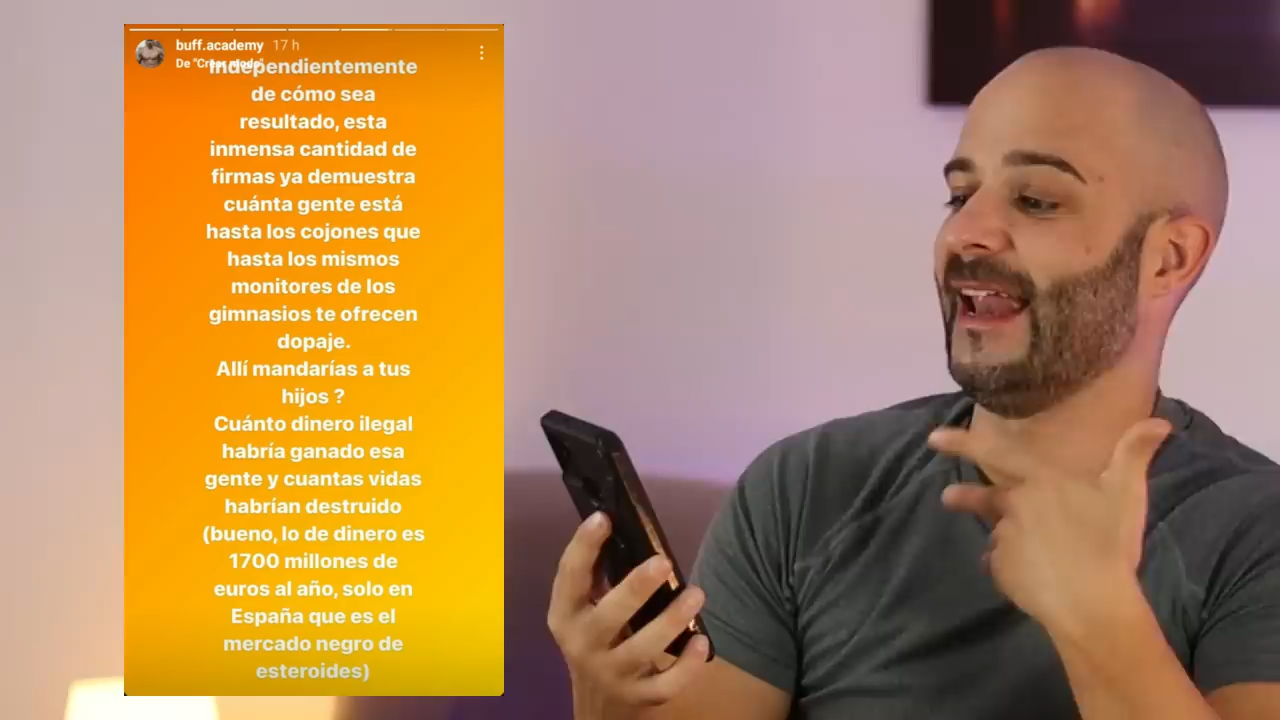 buff.academy 17 h
De "Crear modo"
Independientemente
de cómo sea
resultado, esta
inmensa cantidad de
firmas ya demuestra
cuánta gente está
hasta los cojones que
hasta los mismos
monitores de los
gimnasios te ofrecen
dopaje.
Allí mandarías a tus
hijos ?
Cuánto dinero ilegal
habría ganado esa
gente y cuantas vidas
habrían destruido
(bueno, lo de dinero es
1700 millones de
euros al año, solo en
España que es el
mercado negro de
esteroides)